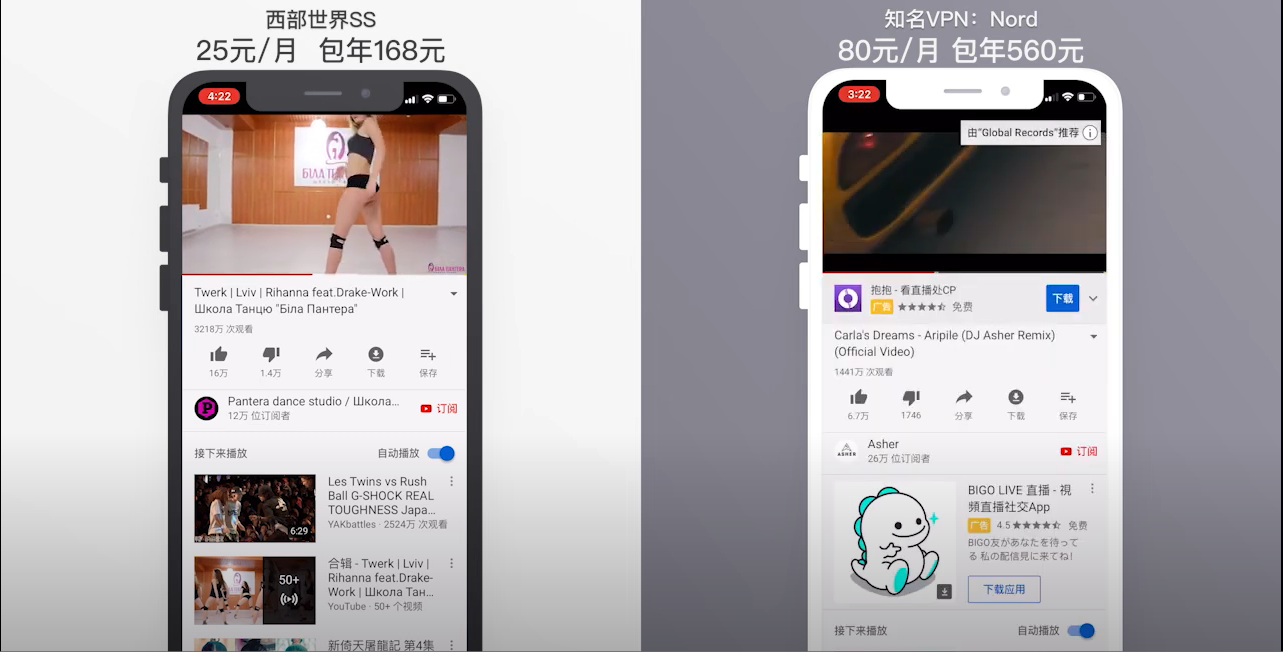 西部世界SS
25元/月 包年168元
4:22
БІЛА ПАНТЕРА
Twerk | Lviv | Rihanna feat.Drake-Work |
Школа Танцю "Біла Пантера"
3218万 次观看
16万
1.4万
分享
下载
保存
P
Pantera dance studio / Школа...
12万 位订阅者
订阅
接下来播放
自动播放
Les Twins vs Rush
Ball G-SHOCK REAL
TOUGHNESS Japa...
YAKbattles · 2524万 次观看
6:29
合辑 - Twerk | Lviv |
Rihanna feat.Drake-
Work | Школа Тан...
YouTube · 50+ 个视频
50+
新倚天屠龍記 第4集
知名VPN：Nord
80元/月 包年560元
3:22
由"Global Records"推荐
抱抱 - 看直播处CP
广告
免费
下载
Carla's Dreams - Aripile (DJ Asher Remix)
(Official Video)
1441万 次观看
6.7万
1746
分享
下载
保存
ASHER
Asher
26万 位订阅者
订阅
BIGO LIVE 直播 - 視
頻直播社交App
广告 4.5 免费
BIGO友があなたを待って
る 私の配信見に来てね!
下载应用
接下来播放
自动播放